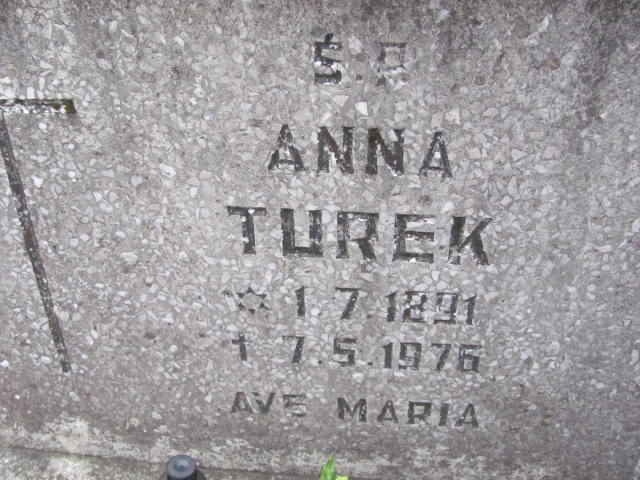 Ś.P.
ANNA
TUREK
✡ 1.7.1891
† 7.5.1976
AVE MARIA